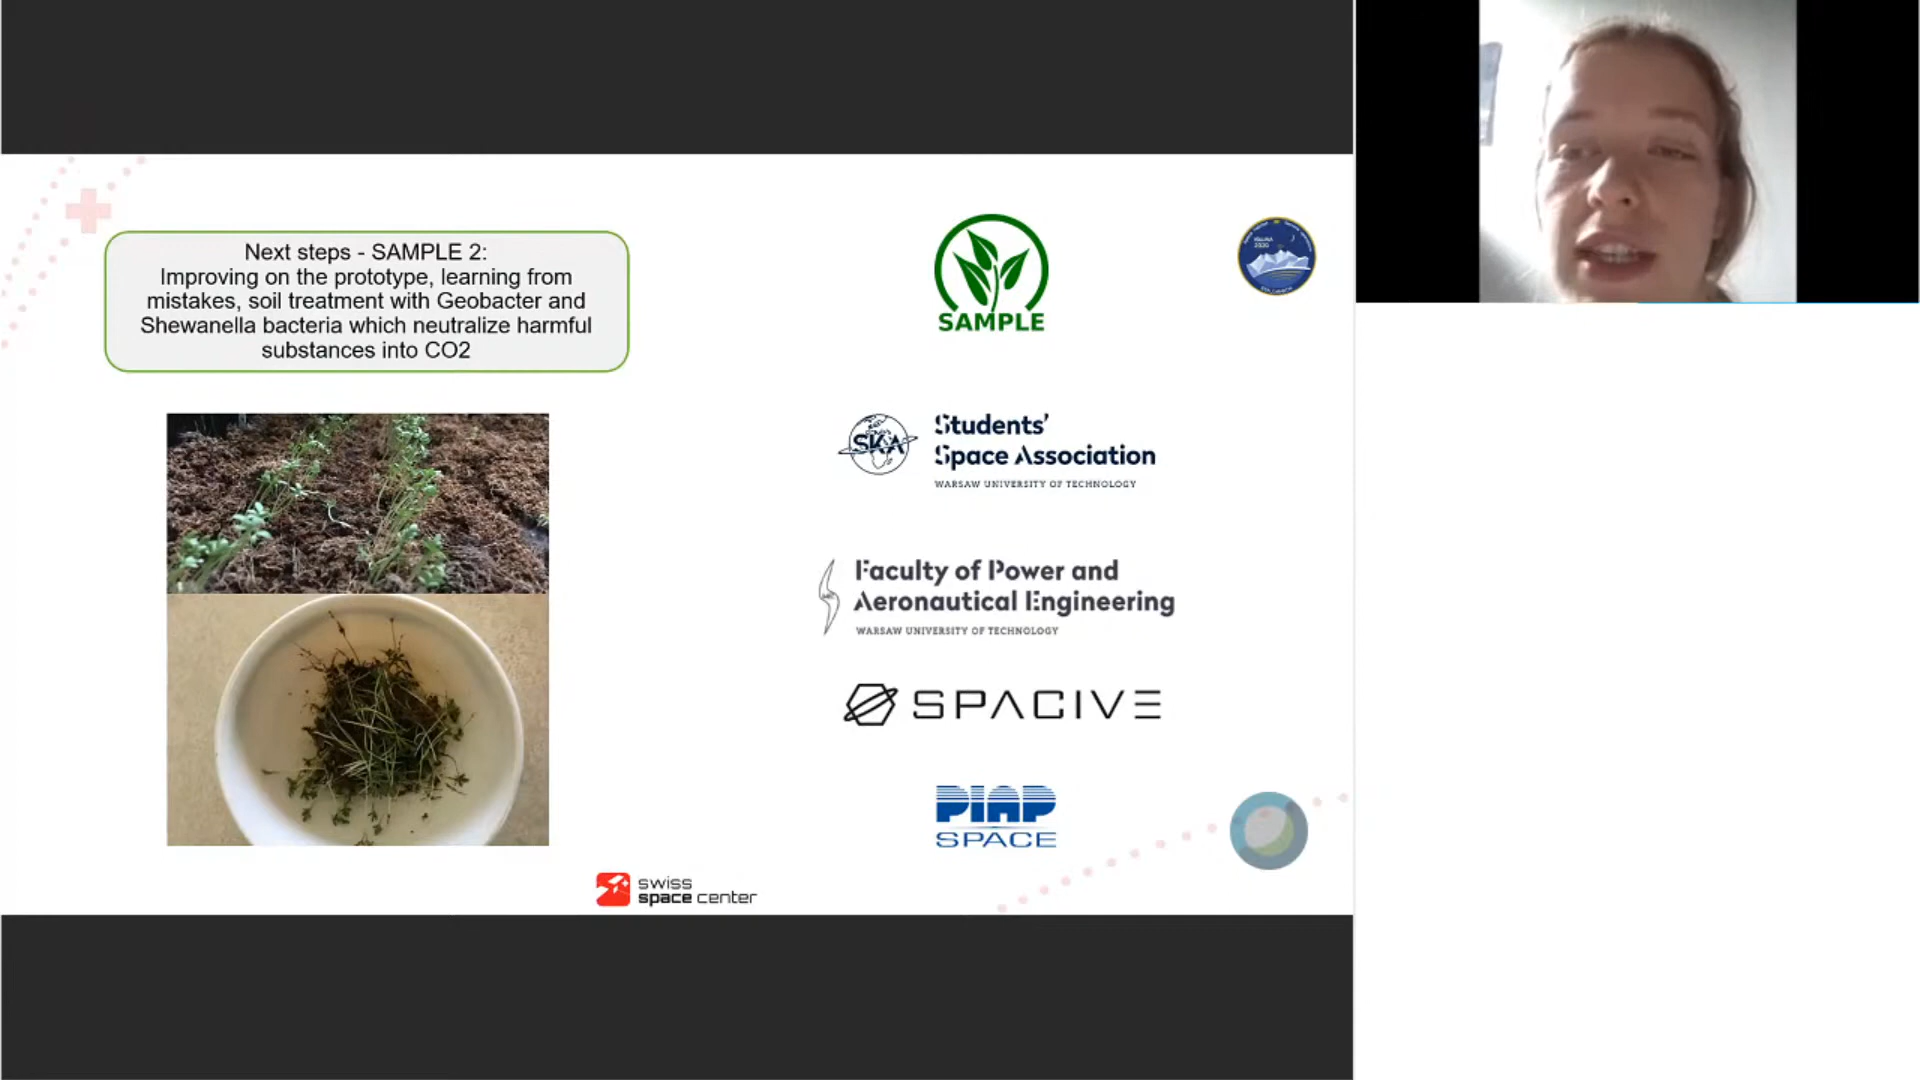 Next steps - SAMPLE 2:
Improving on the prototype, learning from
mistakes, soil treatment with Geobacter and
Shewanella bacteria which neutralize harmful
substances into CO2
SAMPLE
SKA
Students'
Space Association
WARSAW UNIVERSITY OF TECHNOLOGY
Faculty of Power and
Aeronautical Engineering
WARSAW UNIVERSITY OF TECHNOLOGY
SPACIVE
PIAP
SPACE
swiss
space center